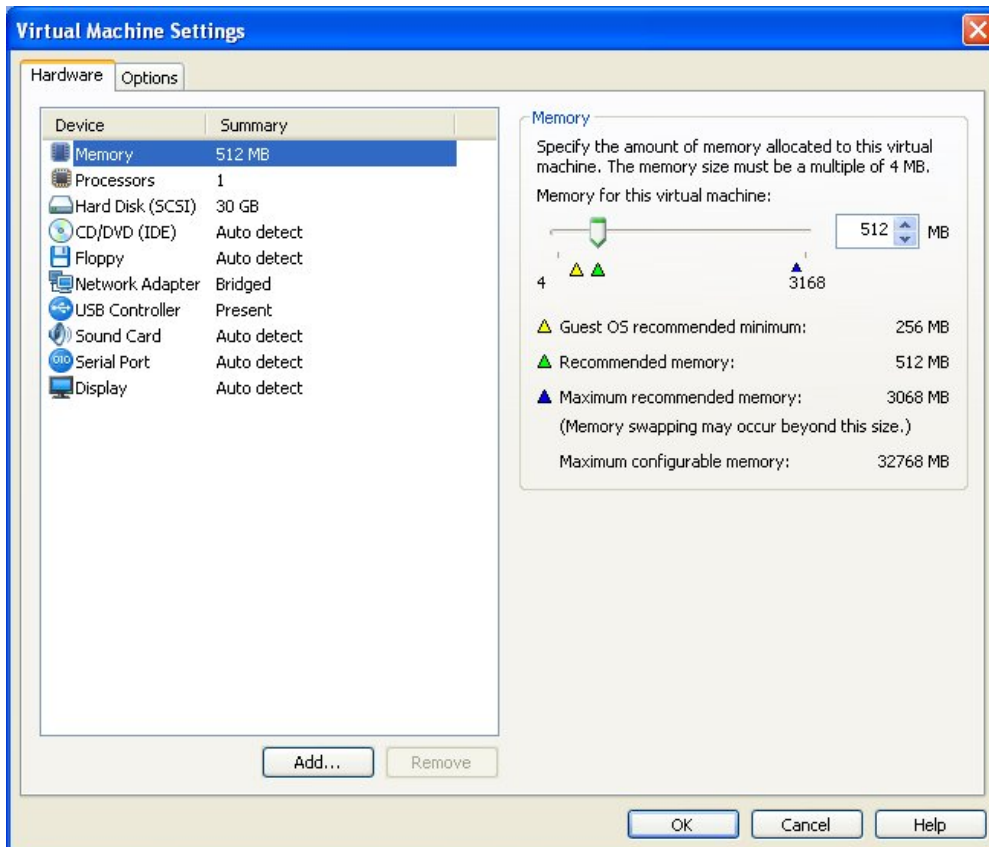 Virtual Machine Settings
Hardware Options
Device Summary
Memory 512 MB
Processors 1
Hard Disk (SCSI) 30 GB
CD/DVD (IDE) Auto detect
Floppy Auto detect
Network Adapter Bridged
USB Controller Present
Sound Card Auto detect
Serial Port Auto detect
Display Auto detect
Add... Remove
Memory
Specify the amount of memory allocated to this virtual
machine. The memory size must be a multiple of 4 MB.
Memory for this virtual machine:
512 MB
4 3168
Guest OS recommended minimum: 256 MB
Recommended memory: 512 MB
Maximum recommended memory: 3068 MB
(Memory swapping may occur beyond this size.)
Maximum configurable memory: 32768 MB
OK Cancel Help